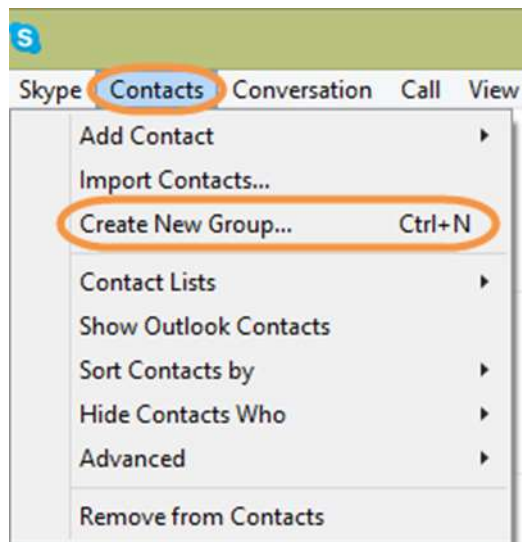 S
Skype Contacts Conversation Call View
Add Contact
Import Contacts...
Create New Group... Ctrl+N
Contact Lists
Show Outlook Contacts
Sort Contacts by
Hide Contacts Who
Advanced
Remove from Contacts